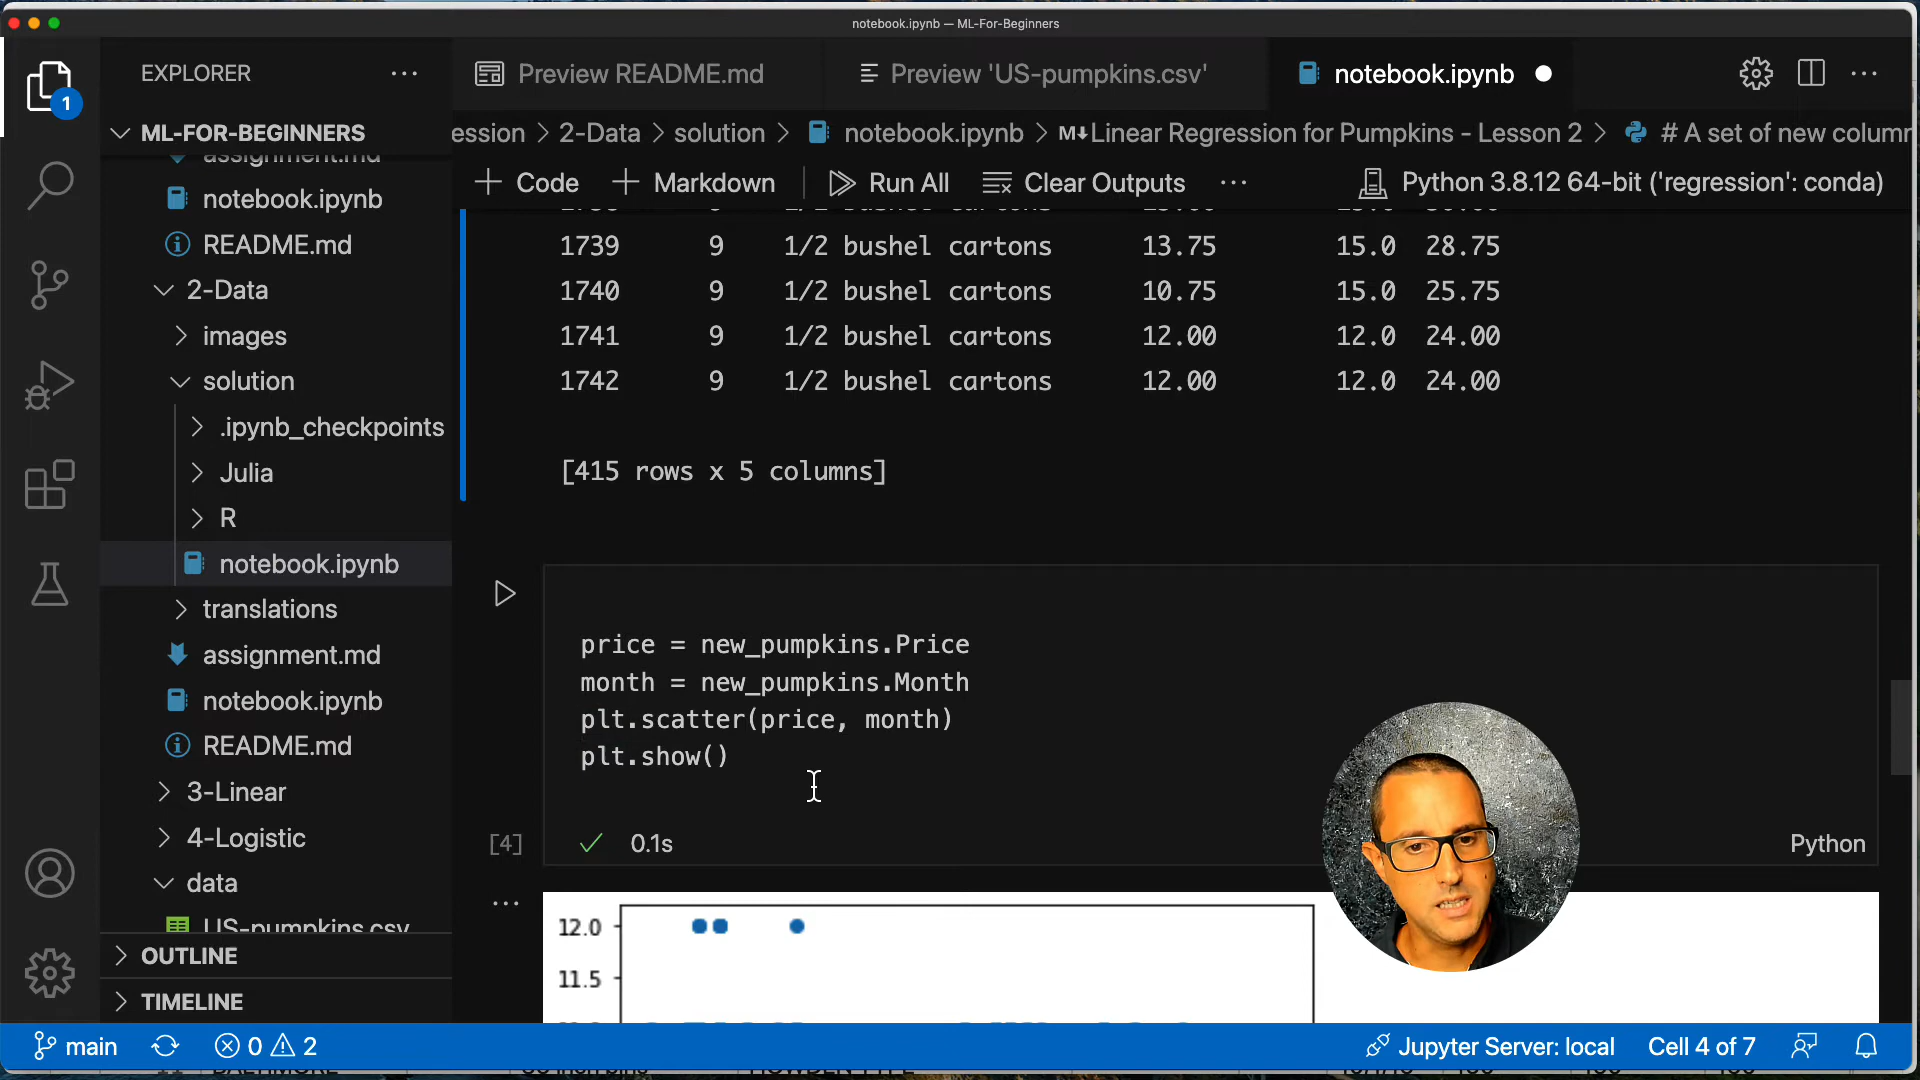 notebook.ipynb — ML-For-Beginners
EXPLORER
Preview README.md
Preview 'US-pumpkins.csv'
notebook.ipynb
1
ML-FOR-BEGINNERS
ession > 2-Data > solution > notebook.ipynb > M↓Linear Regression for Pumpkins - Lesson 2 > # A set of new column
+ Code + Markdown Run All Clear Outputs ··· Python 3.8.12 64-bit ('regression': conda)
assignment.md
notebook.ipynb
README.md
2-Data
images
solution
.ipynb_checkpoints
Julia
R
notebook.ipynb
translations
assignment.md
notebook.ipynb
README.md
3-Linear
4-Logistic
data
US-pumpkins.csv
OUTLINE
TIMELINE
1739 9 1/2 bushel cartons 13.75 15.0 28.75
1740 9 1/2 bushel cartons 10.75 15.0 25.75
1741 9 1/2 bushel cartons 12.00 12.0 24.00
1742 9 1/2 bushel cartons 12.00 12.0 24.00
[415 rows x 5 columns]
price = new_pumpkins.Price
month = new_pumpkins.Month
plt.scatter(price, month)
plt.show()
[4] 0.1s Python
12.0
11.5
main 0 2 Jupyter Server: local Cell 4 of 7